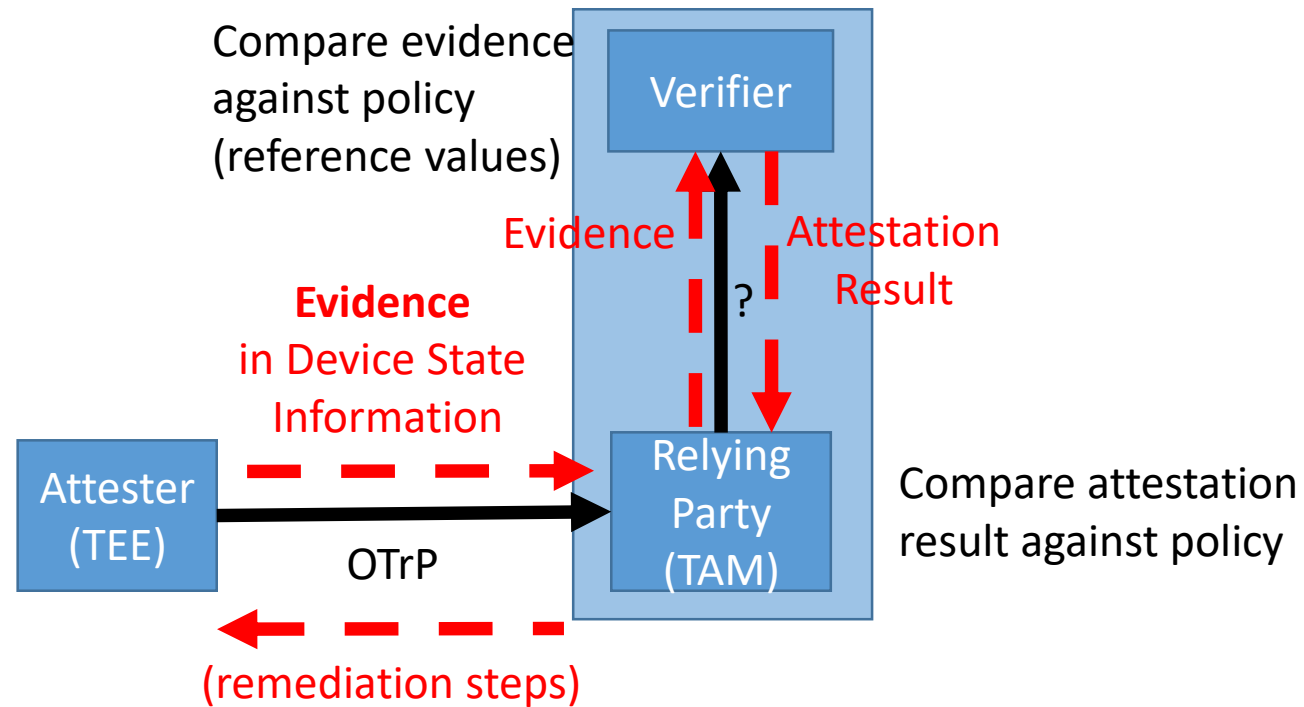 Compare evidence
against policy
(reference values)
Verifier
Evidence
Attestation
Result
?
Evidence
in Device State
Information
Attester
(TEE)
OTrP
Relying
Party
(TAM)
Compare attestation
result against policy
(remediation steps)